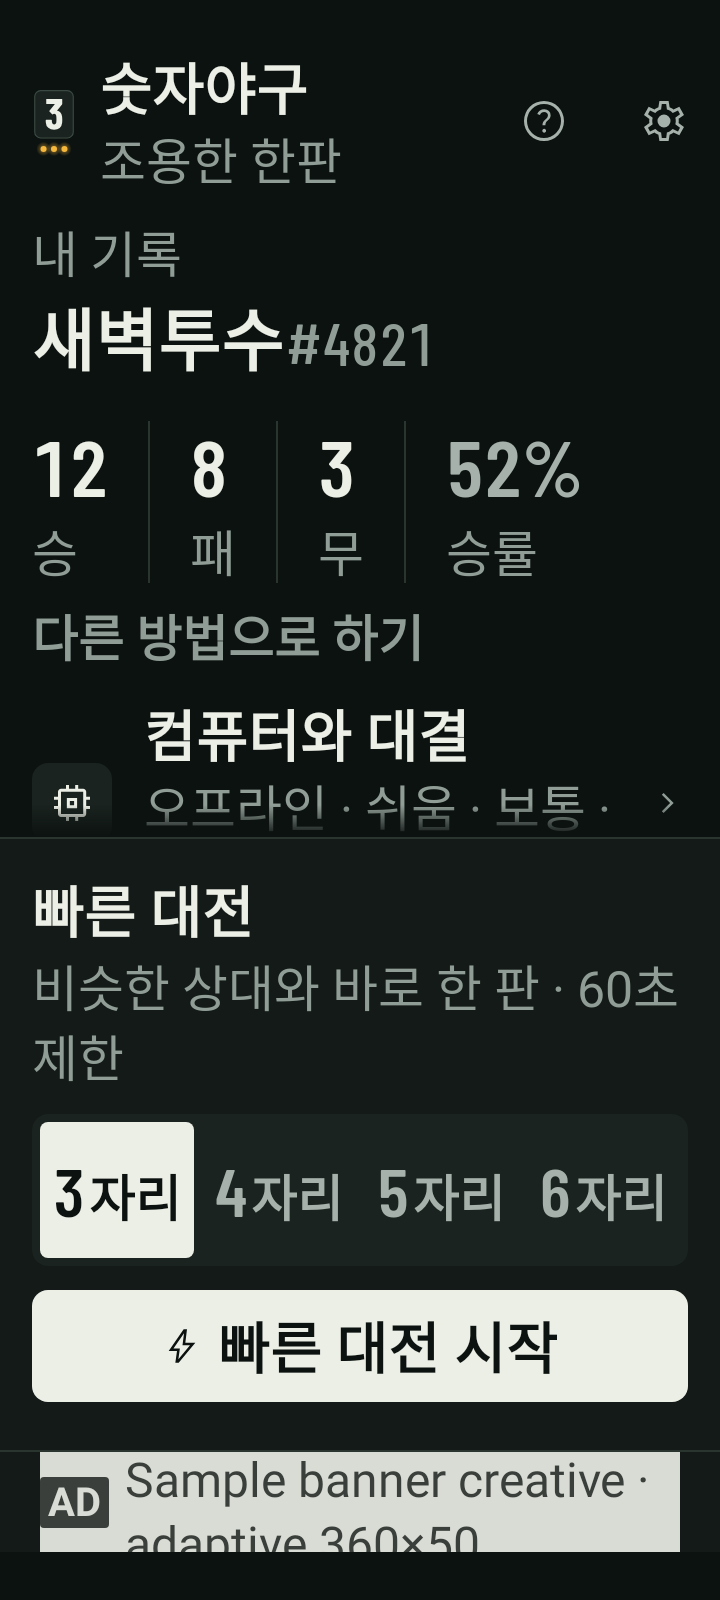 3
숫자야구
조용한 한판
내 기록
새벽투수#4821
12
승
8
패
3
무
52%
승률
다른 방법으로 하기
컴퓨터와 대결
오프라인 · 쉬움 · 보통 ·
빠른 대전
비슷한 상대와 바로 한 판 · 60초
제한
3자리
4자리
5자리
6자리
빠른 대전 시작
AD
Sample banner creative ·
adaptive 360×50